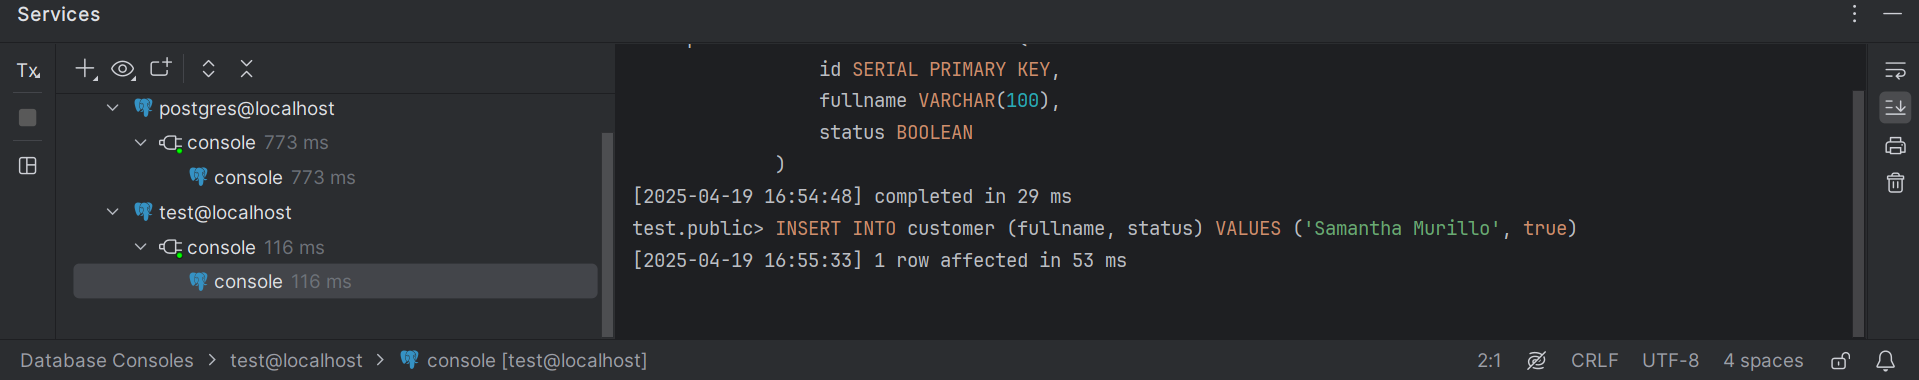 Services
Tx
postgres@localhost
console 773 ms
console 773 ms
test@localhost
console 116 ms
console 116 ms
id SERIAL PRIMARY KEY,
fullname VARCHAR(100),
status BOOLEAN
)
[2025-04-19 16:54:48] completed in 29 ms
test.public> INSERT INTO customer (fullname, status) VALUES ('Samantha Murillo', true)
[2025-04-19 16:55:33] 1 row affected in 53 ms
Database Consoles > test@localhost > console [test@localhost]
2:1 CRLF UTF-8 4 spaces